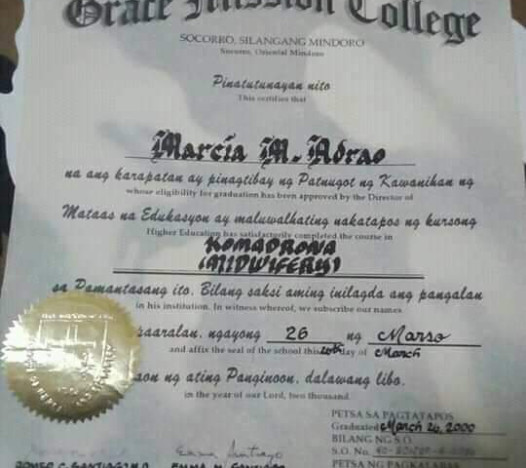 Grace Mission College
SOCORRO, SILANGANG MINDORO
Socorro, Oriental Mindoro
Pinatutunayan nito
This certifies that
Marcia M. Adrao
na ang karapatan ay pinagtibay ng Patnugot ng Kawanihan ng
whose eligibility for graduation has been approved by the Director of
Mataas na Edukasyon ay maluwalhating nakatapos ng kursong
Higher Education has satisfactorily completed the course in
KOMADRONA
(MIDWIFERY)
sa Pamantasang ito. Bilang saksi aming inilagda ang pangalan
in his institution. In witness whereof, we subscribe our names
paaralan, ngayong 26 ng Marso
and affix the seal of the school this 26th day of March
aon ng ating Panginoon, dalawang libo.
in the year of our Lord, two thousand
PETSA SA PAGTATAPOS
Graduated March 26, 2000
BILANG NG S.O.
S.O. No.
PETSA NG